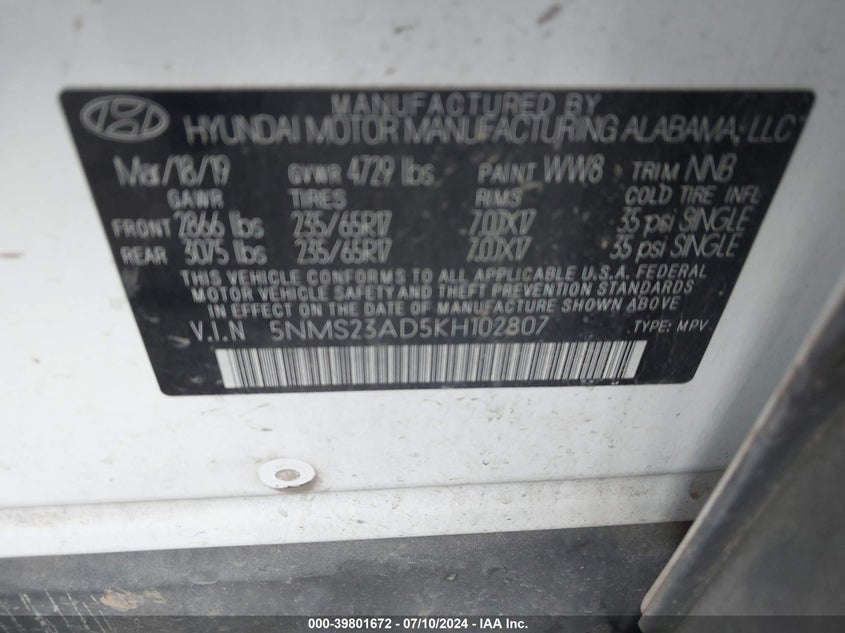 MANUFACTURED BY
HYUNDAI MOTOR MANUFACTURING ALABAMA, LLC
Mar/18/19 GVWR 4729 lbs PAINT WW8 TRIM NNB
GAWR TIRES RIMS COLD TIRE INFL
FRONT 2866 lbs 235/65R17 7.0JX17 35 psi SINGLE
REAR 3075 lbs 235/65R17 7.0JX17 35 psi SINGLE
THIS VEHICLE CONFORMS TO ALL APPLICABLE U.S.A. FEDERAL
MOTOR VEHICLE SAFETY AND THEFT PREVENTION STANDARDS
IN EFFECT ON THE DATE OF MANUFACTURE SHOWN ABOVE
V.I.N 5NMS23AD5KH102807 TYPE: MPV
000-39801672 - 07/10/2024 - IAA Inc.